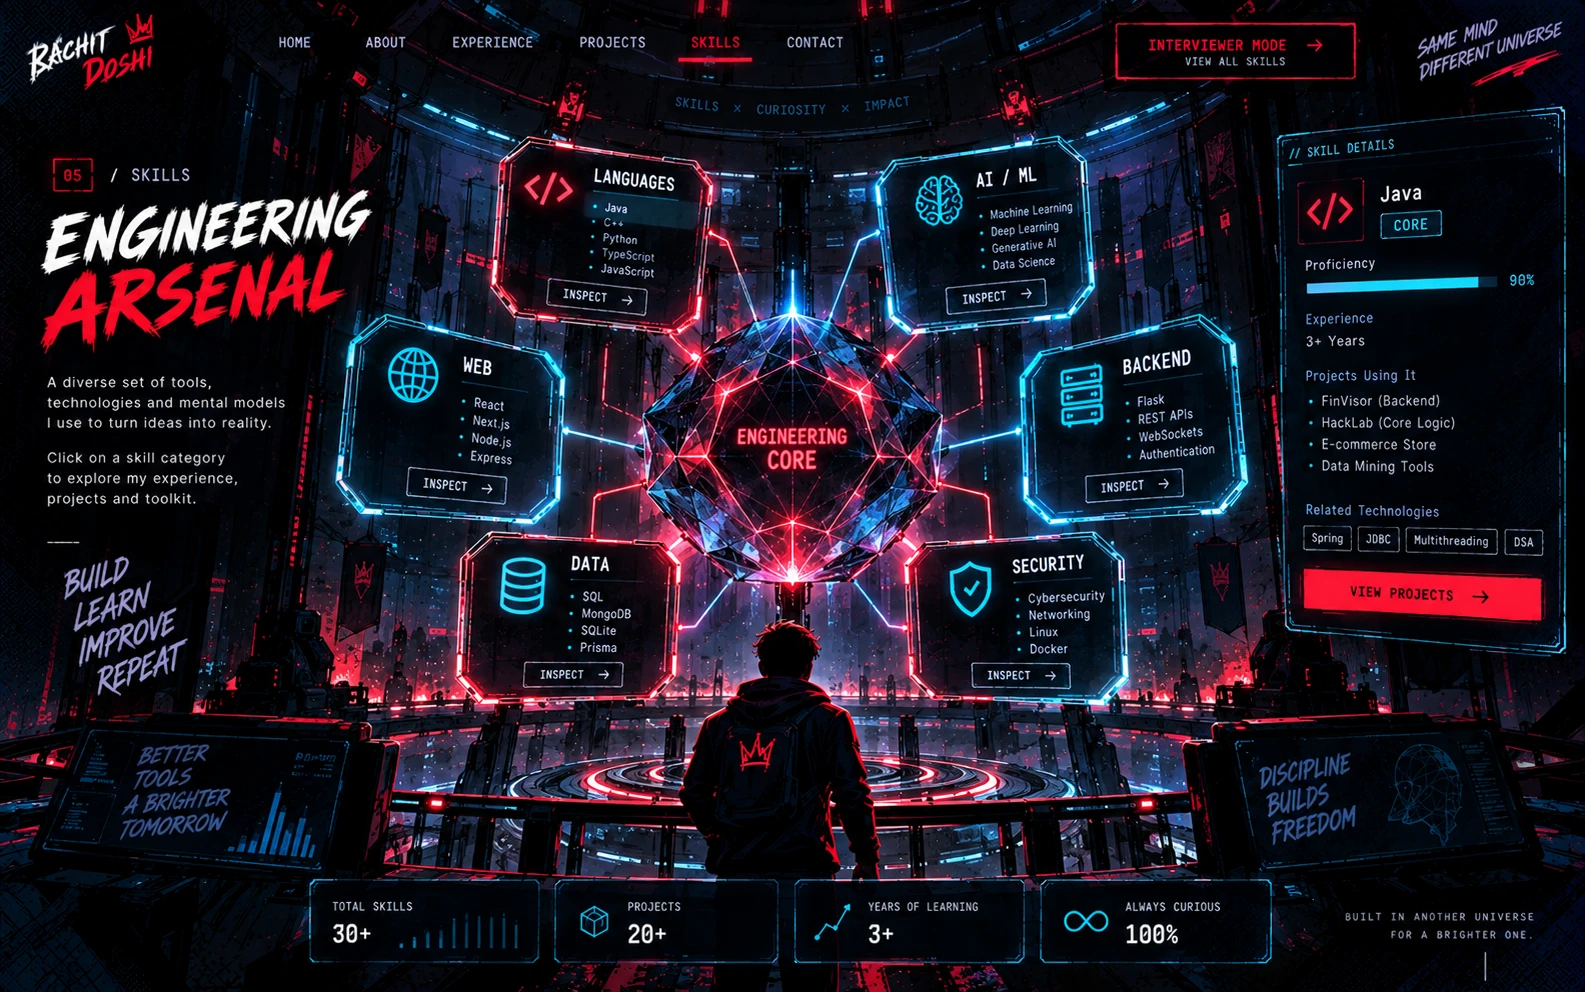 BACHIT
DOSHI
HOME
ABOUT
EXPERIENCE
PROJECTS
SKILLS
CONTACT
INTERVIEWER MODE →
VIEW ALL SKILLS
SAME MIND
DIFFERENT UNIVERSE
SKILLS × CURIOSITY × IMPACT
05 / SKILLS
ENGINEERING
ARSENAL
A diverse set of tools,
technologies and mental models
I use to turn ideas into reality.
Click on a skill category
to explore my experience,
projects and toolkit.
BUILD
LEARN
IMPROVE
REPEAT
LANGUAGES
</>
• Java
• C++
• Python
• TypeScript
• JavaScript
INSPECT →
AI / ML
• Machine Learning
• Deep Learning
• Generative AI
• Data Science
INSPECT →
WEB
• React
• Next.js
• Node.js
• Express
INSPECT →
ENGINEERING
CORE
BACKEND
• Flask
• REST APIs
• WebSockets
• Authentication
INSPECT →
DATA
• SQL
• MongoDB
• SQLite
• Prisma
INSPECT →
SECURITY
• Cybersecurity
• Networking
• Linux
• Docker
INSPECT →
// SKILL DETAILS
</>
Java
CORE
Proficiency
90%
Experience
3+ Years
Projects Using It
• FinVisor (Backend)
• HackLab (Core Logic)
• E-commerce Store
• Data Mining Tools
Related Technologies
Spring
JDBC
Multithreading
DSA
VIEW PROJECTS →
BETTER
TOOLS
A BRIGHTER
TOMORROW
DISCIPLINE
BUILDS
FREEDOM
TOTAL SKILLS
30+
PROJECTS
20+
YEARS OF LEARNING
3+
ALWAYS CURIOUS
100%
BUILT IN ANOTHER UNIVERSE
FOR A BRIGHTER ONE.